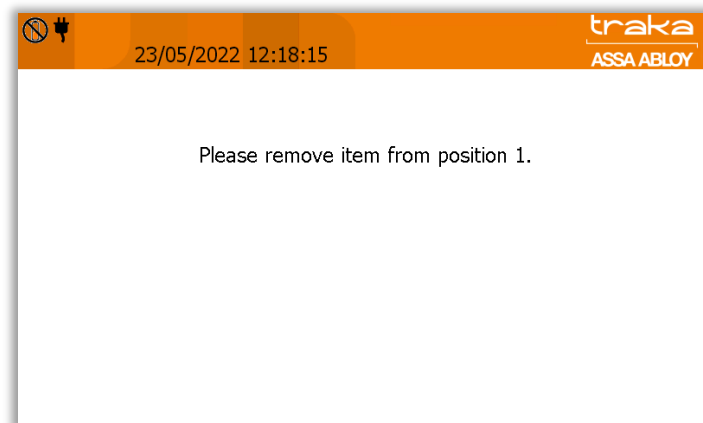 traka
23/05/2022 12:18:15
ASSA ABLOY
Please remove item from position 1.